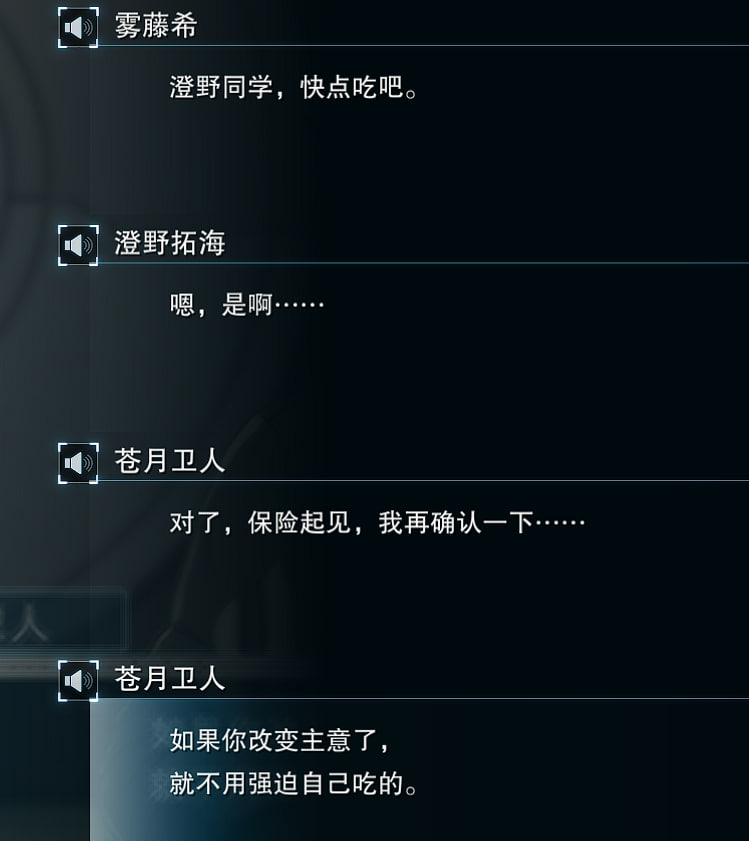 雾藤希
澄野同学，快点吃吧。
澄野拓海
嗯，是啊……
苍月卫人
对了，保险起见，我再确认一下……
人
苍月卫人
如果你改变主意了，
就不用强迫自己吃的。